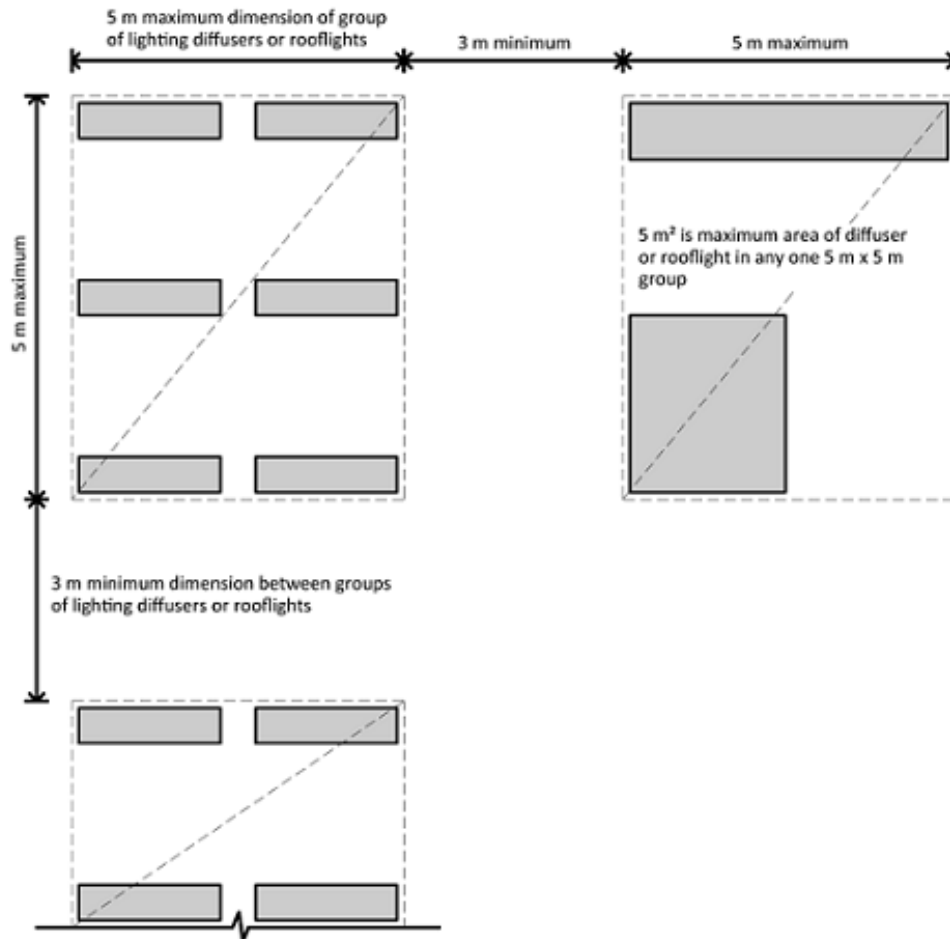 5 m maximum dimension of group
of lighting diffusers or rooflights
3 m minimum
5 m maximum
5 m maximum
5 m² is maximum area of diffuser
or rooflight in any one 5 m x 5 m
group
3 m minimum dimension between groups
of lighting diffusers or rooflights